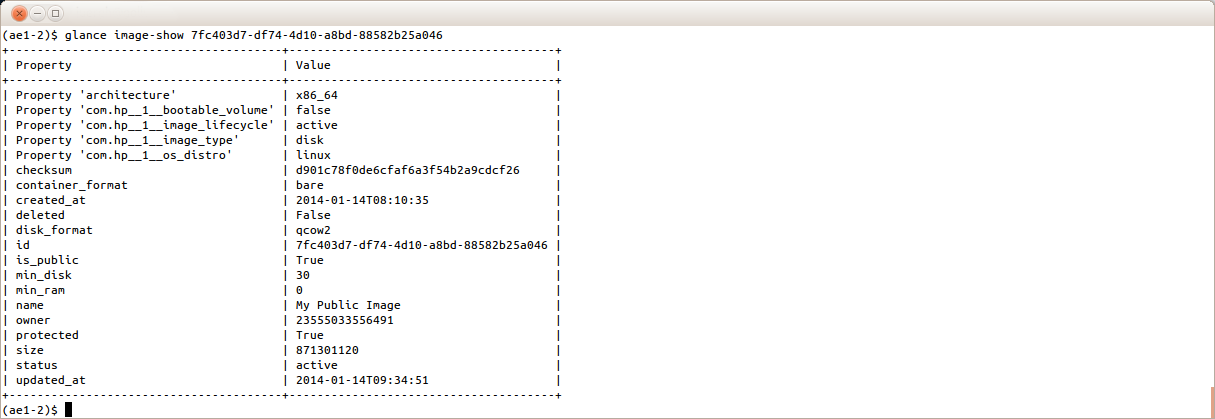 (ae1-2)$ glance image-show 7fc403d7-df74-4d10-a8bd-88582b25a046
+---------------------------------------+--------------------------------------+
| Property                              | Value                                |
+---------------------------------------+--------------------------------------+
| Property 'architecture'               | x86_64                               |
| Property 'com.hp__1__bootable_volume' | false                                |
| Property 'com.hp__1__image_lifecycle' | active                               |
| Property 'com.hp__1__image_type'      | disk                                 |
| Property 'com.hp__1__os_distro'       | linux                                |
| checksum                              | d901c78f0de6cfaf6a3f54b2a9cdcf26     |
| container_format                      | bare                                 |
| created_at                            | 2014-01-14T08:10:35                  |
| deleted                               | False                                |
| disk_format                           | qcow2                                |
| id                                    | 7fc403d7-df74-4d10-a8bd-88582b25a046 |
| is_public                             | True                                 |
| min_disk                              | 30                                   |
| min_ram                               | 0                                    |
| name                                  | My Public Image                      |
| owner                                 | 23555033556491                       |
| protected                             | True                                 |
| size                                  | 871301120                            |
| status                                | active                               |
| updated_at                            | 2014-01-14T09:34:51                  |
+---------------------------------------+--------------------------------------+
(ae1-2)$